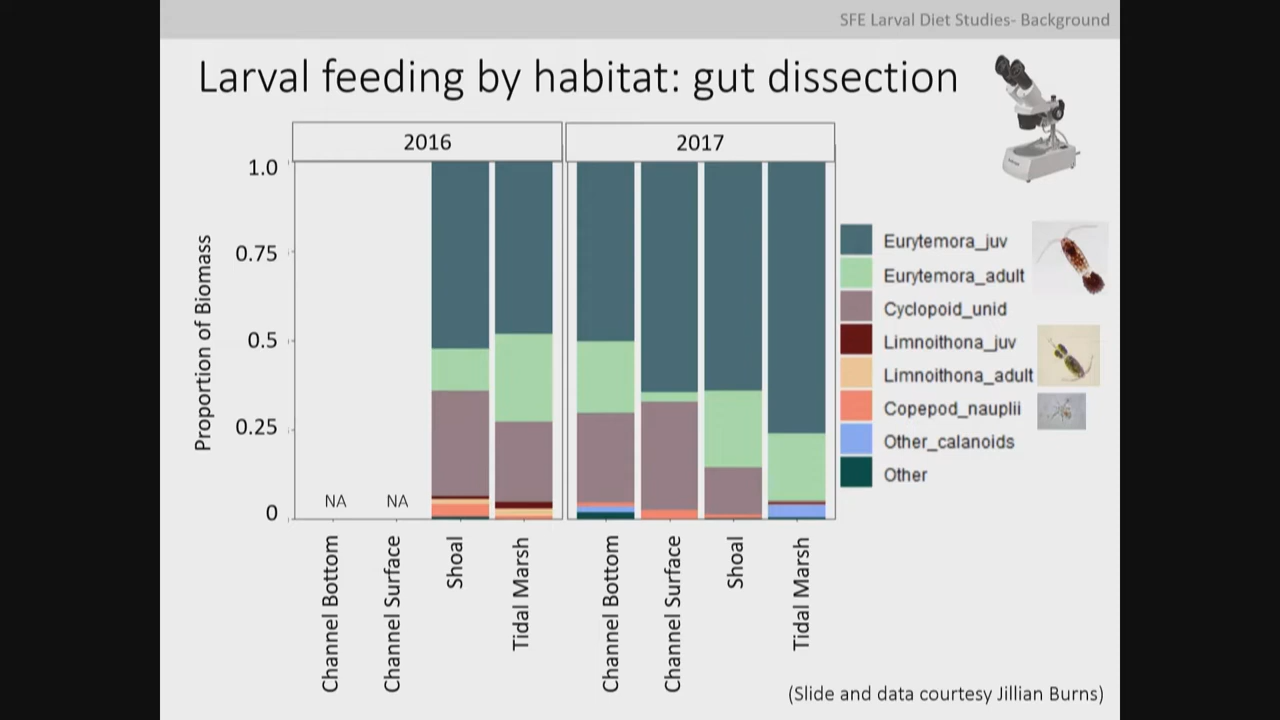 SFE Larval Diet Studies- Background
Larval feeding by habitat: gut dissection
2016
2017
Proportion of Biomass
1.0
0.75
0.5
0.25
0
NA
NA
Channel Bottom
Channel Surface
Shoal
Tidal Marsh
Channel Bottom
Channel Surface
Shoal
Tidal Marsh
Eurytemora_juv
Eurytemora_adult
Cyclopoid_unid
Limnoithona_juv
Limnoithona_adult
Copepod_nauplii
Other_calanoids
Other
(Slide and data courtesy Jillian Burns)